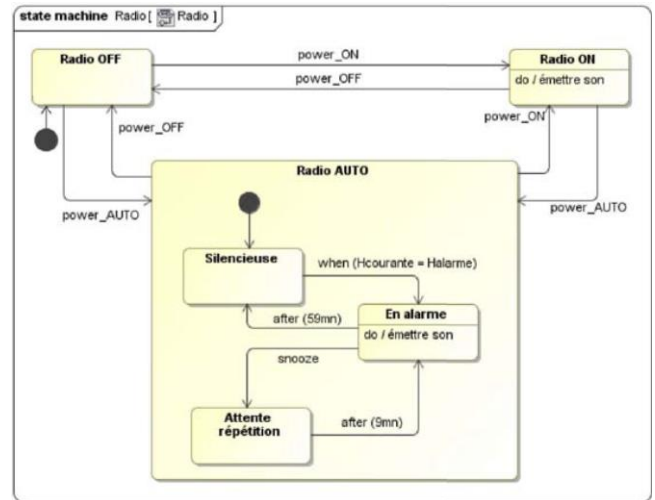 state machine Radio [ Radio ]
Radio OFF
power_ON
Radio ON
do / émettre son
power_OFF
power_OFF
power_ON
Radio AUTO
power_AUTO
power_AUTO
Silencieuse
when (Hcourante = Halarme)
En alarme
do / émettre son
after (59mn)
snooze
Attente
répétition
after (9mn)